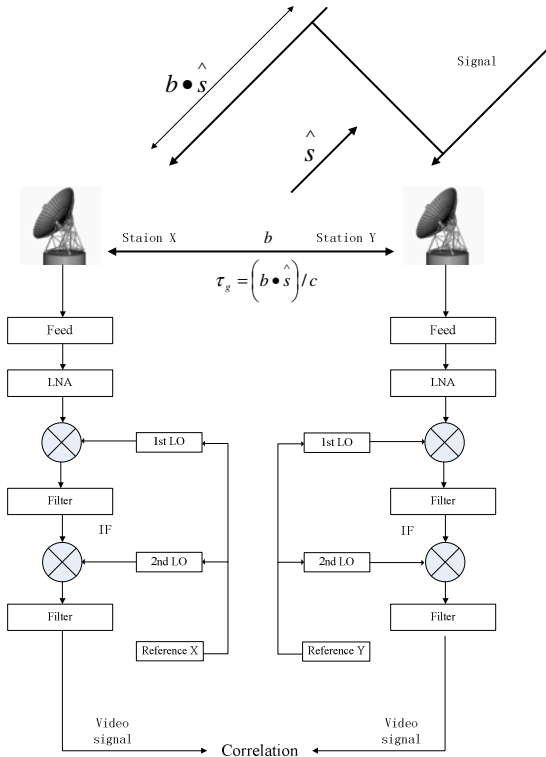 b • ŝ
Signal
ŝ
Staion X
b
Station Y
τg = (b • ŝ) / c
Feed
Feed
LNA
LNA
1st LO
1st LO
Filter
Filter
IF
IF
2nd LO
2nd LO
Filter
Filter
Reference X
Reference Y
Video
signal
Video
signal
Correlation